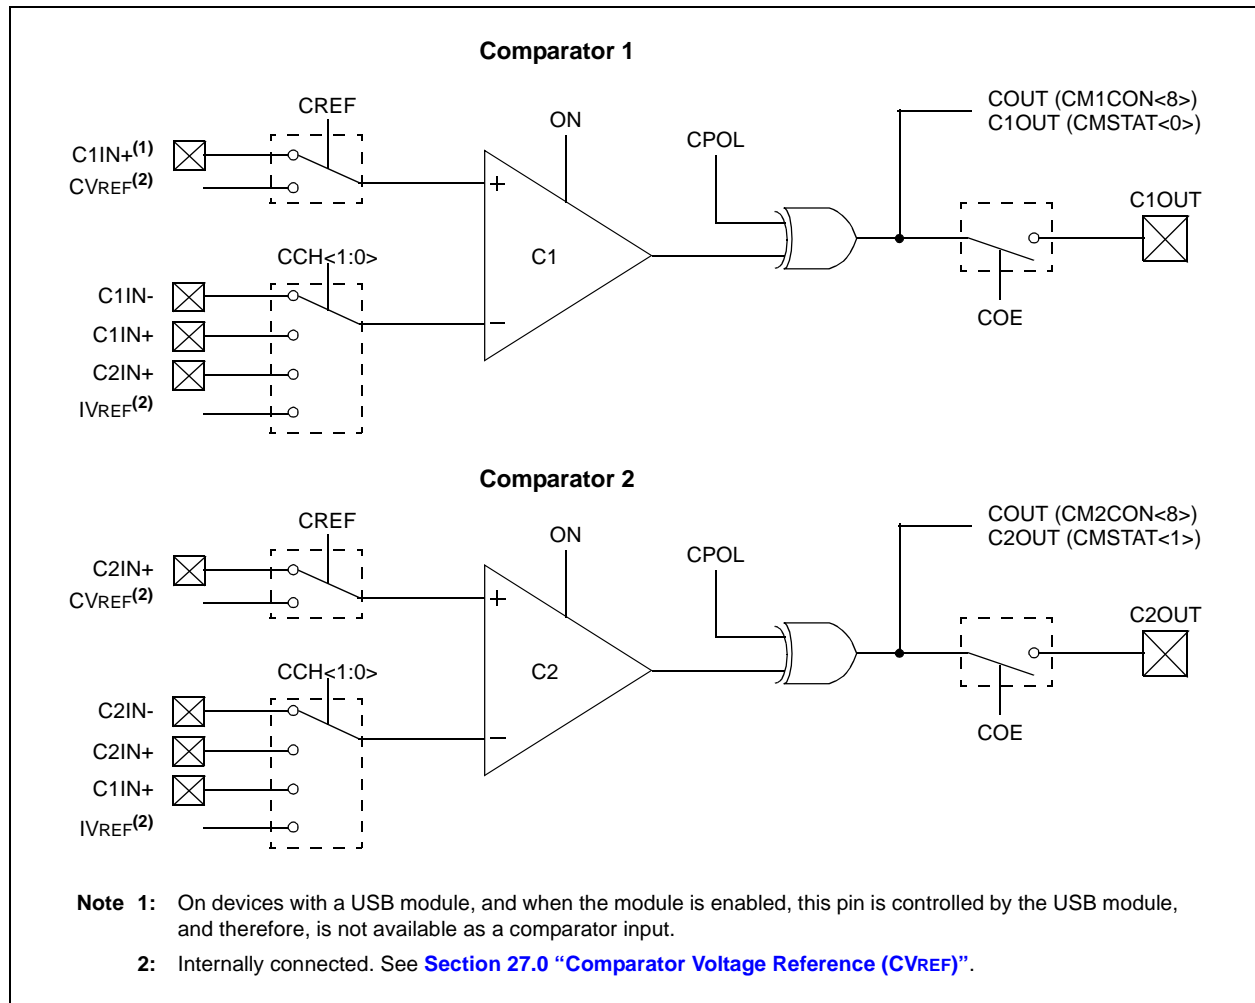 Comparator 1
CREF
ON
COUT (CM1CON<8>)
C1OUT (CMSTAT<0>)
CPOL
C1IN+(1)
CVREF(2)
C1OUT
+
C1
CCH<1:0>
C1IN-
−
COE
C1IN+
C2IN+
IVREF(2)
Comparator 2
CREF
ON
COUT (CM2CON<8>)
C2OUT (CMSTAT<1>)
CPOL
C2IN+
CVREF(2)
C2OUT
+
C2
CCH<1:0>
C2IN-
−
COE
C2IN+
C1IN+
IVREF(2)
Note 1: On devices with a USB module, and when the module is enabled, this pin is controlled by the USB module,
and therefore, is not available as a comparator input.
2: Internally connected. See Section 27.0 “Comparator Voltage Reference (CVREF)”.